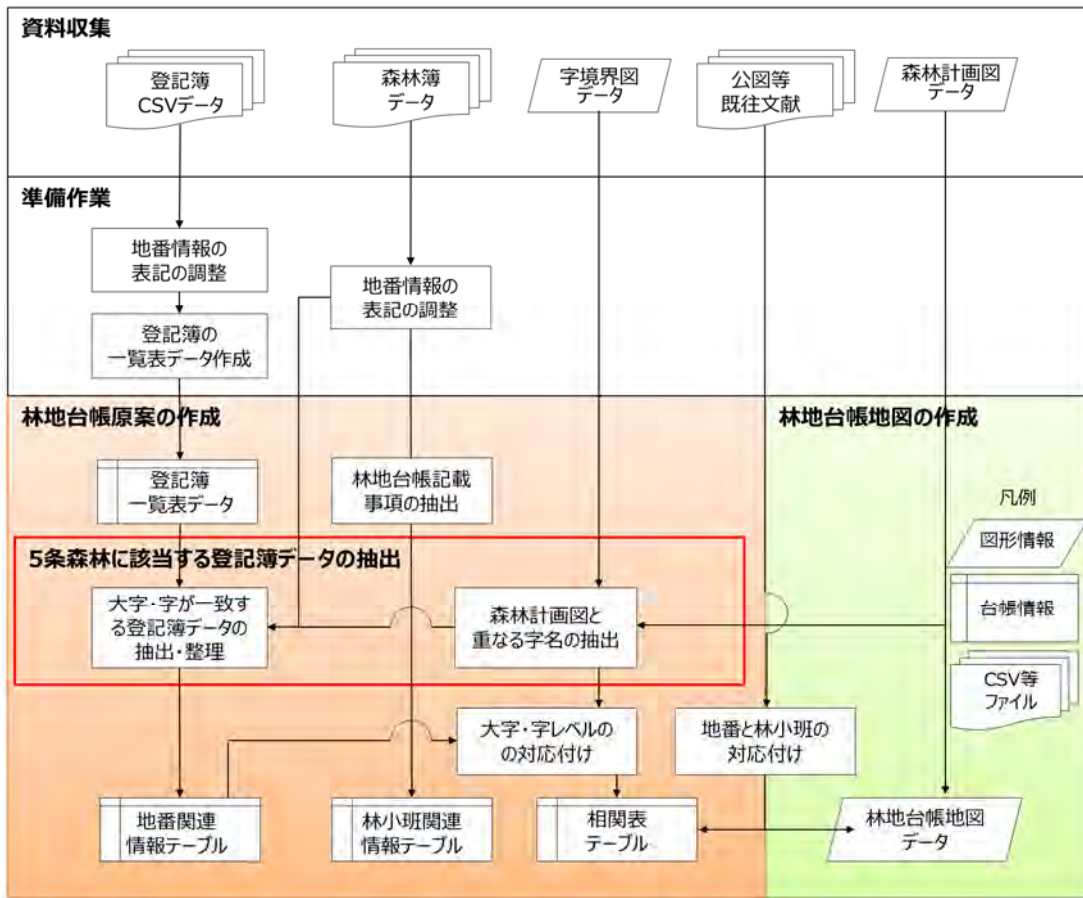 資料収集
登記簿
CSVデータ
森林簿
データ
字境界図
データ
公図等
既往文献
森林計画図
データ
準備作業
地番情報の
表記の調整
地番情報の
表記の調整
登記簿の
一覧表データ作成
林地台帳原案の作成
林地台帳地図の作成
登記簿
一覧表データ
林地台帳記載
事項の抽出
凡例
図形情報
台帳情報
CSV等
ファイル
5条森林に該当する登記簿データの抽出
大字・字が一致す
る登記簿データの
抽出・整理
森林計画図と
重なる字名の抽出
大字・字レベルの
の対応付け
地番と林小班の
対応付け
地番関連
情報テーブル
林小班関連
情報テーブル
相関表
テーブル
林地台帳地図
データ